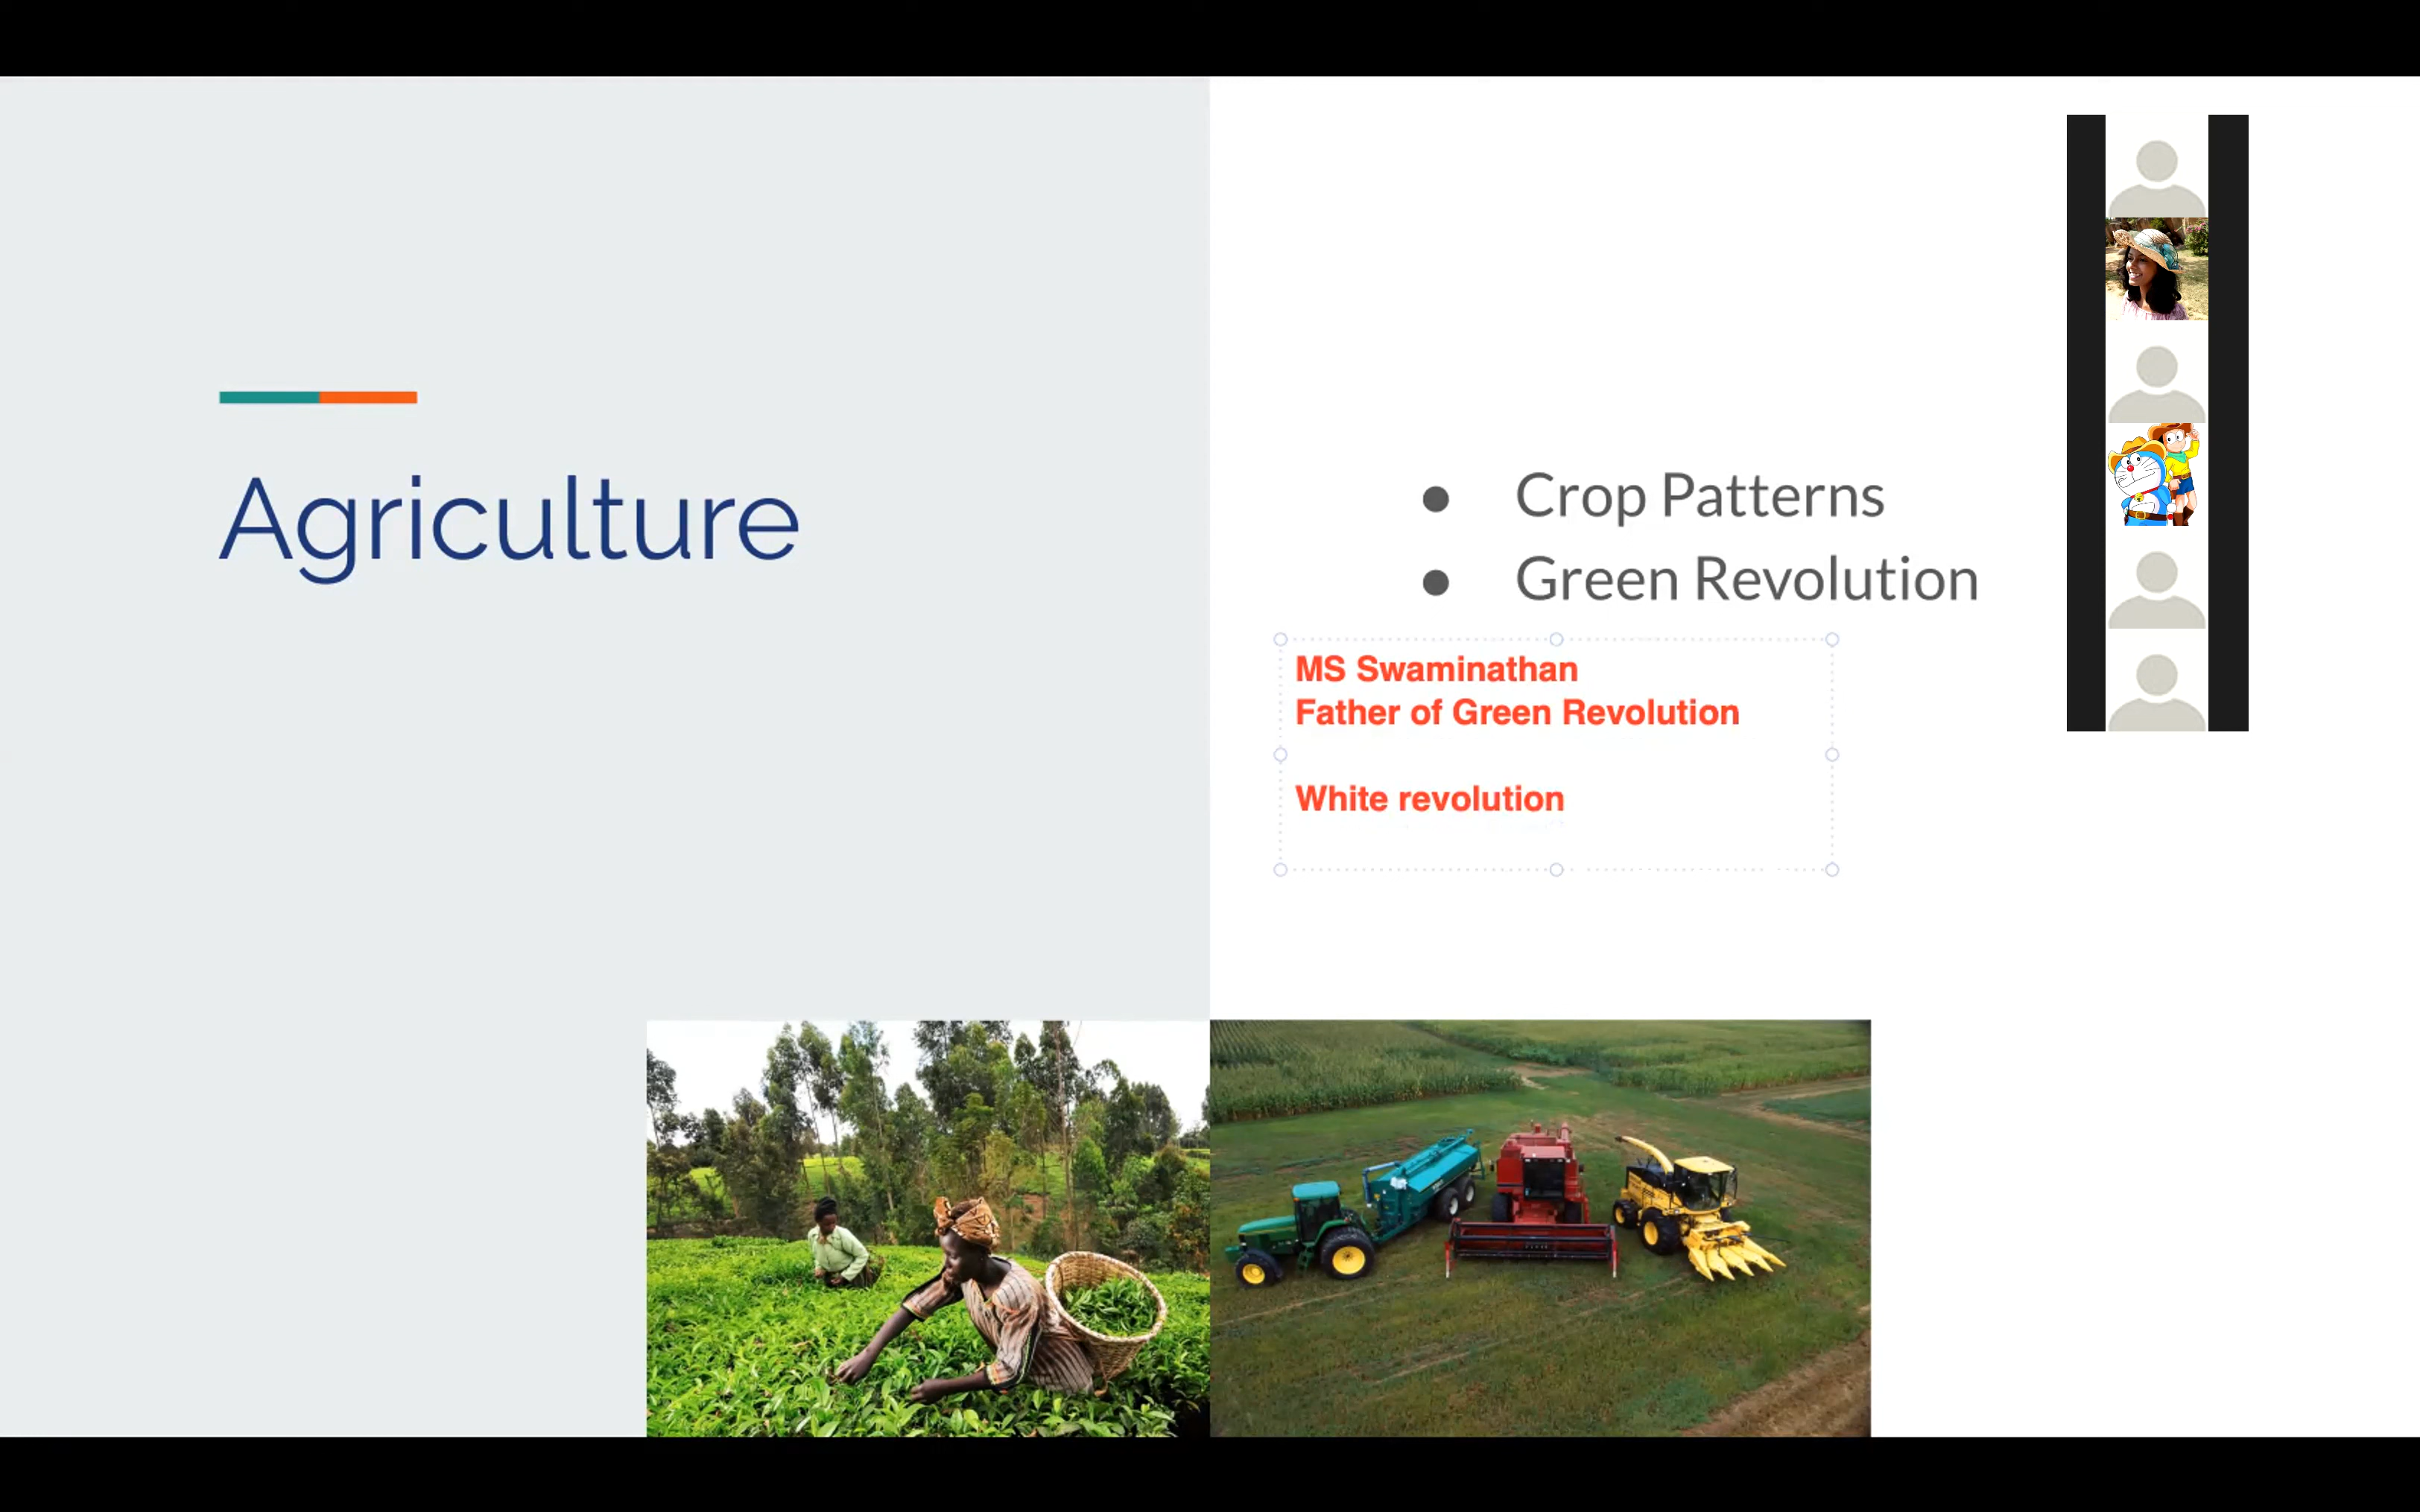 Agriculture
● Crop Patterns
● Green Revolution
MS Swaminathan
Father of Green Revolution
White revolution